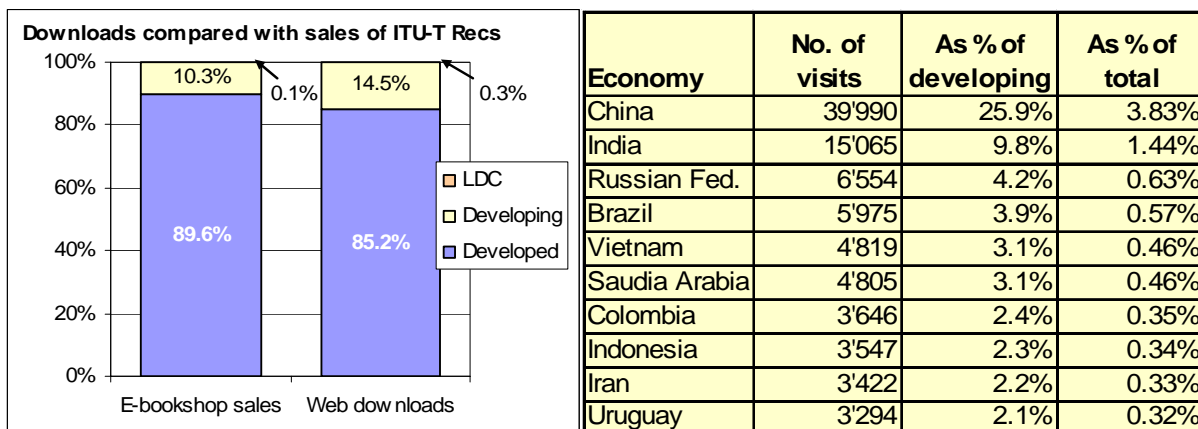 Downloads compared with sales of ITU-T Recs
100%
80%
60%
40%
20%
0%
10.3%
0.1%
14.5%
0.3%
89.6%
85.2%
LDC
Developing
Developed
E-bookshop sales Web downloads
Economy No. of visits As % of developing As % of total
China 39'990 25.9% 3.83%
India 15'065 9.8% 1.44%
Russian Fed. 6'554 4.2% 0.63%
Brazil 5'975 3.9% 0.57%
Vietnam 4'819 3.1% 0.46%
Saudia Arabia 4'805 3.1% 0.46%
Colombia 3'646 2.4% 0.35%
Indonesia 3'547 2.3% 0.34%
Iran 3'422 2.2% 0.33%
Uruguay 3'294 2.1% 0.32%